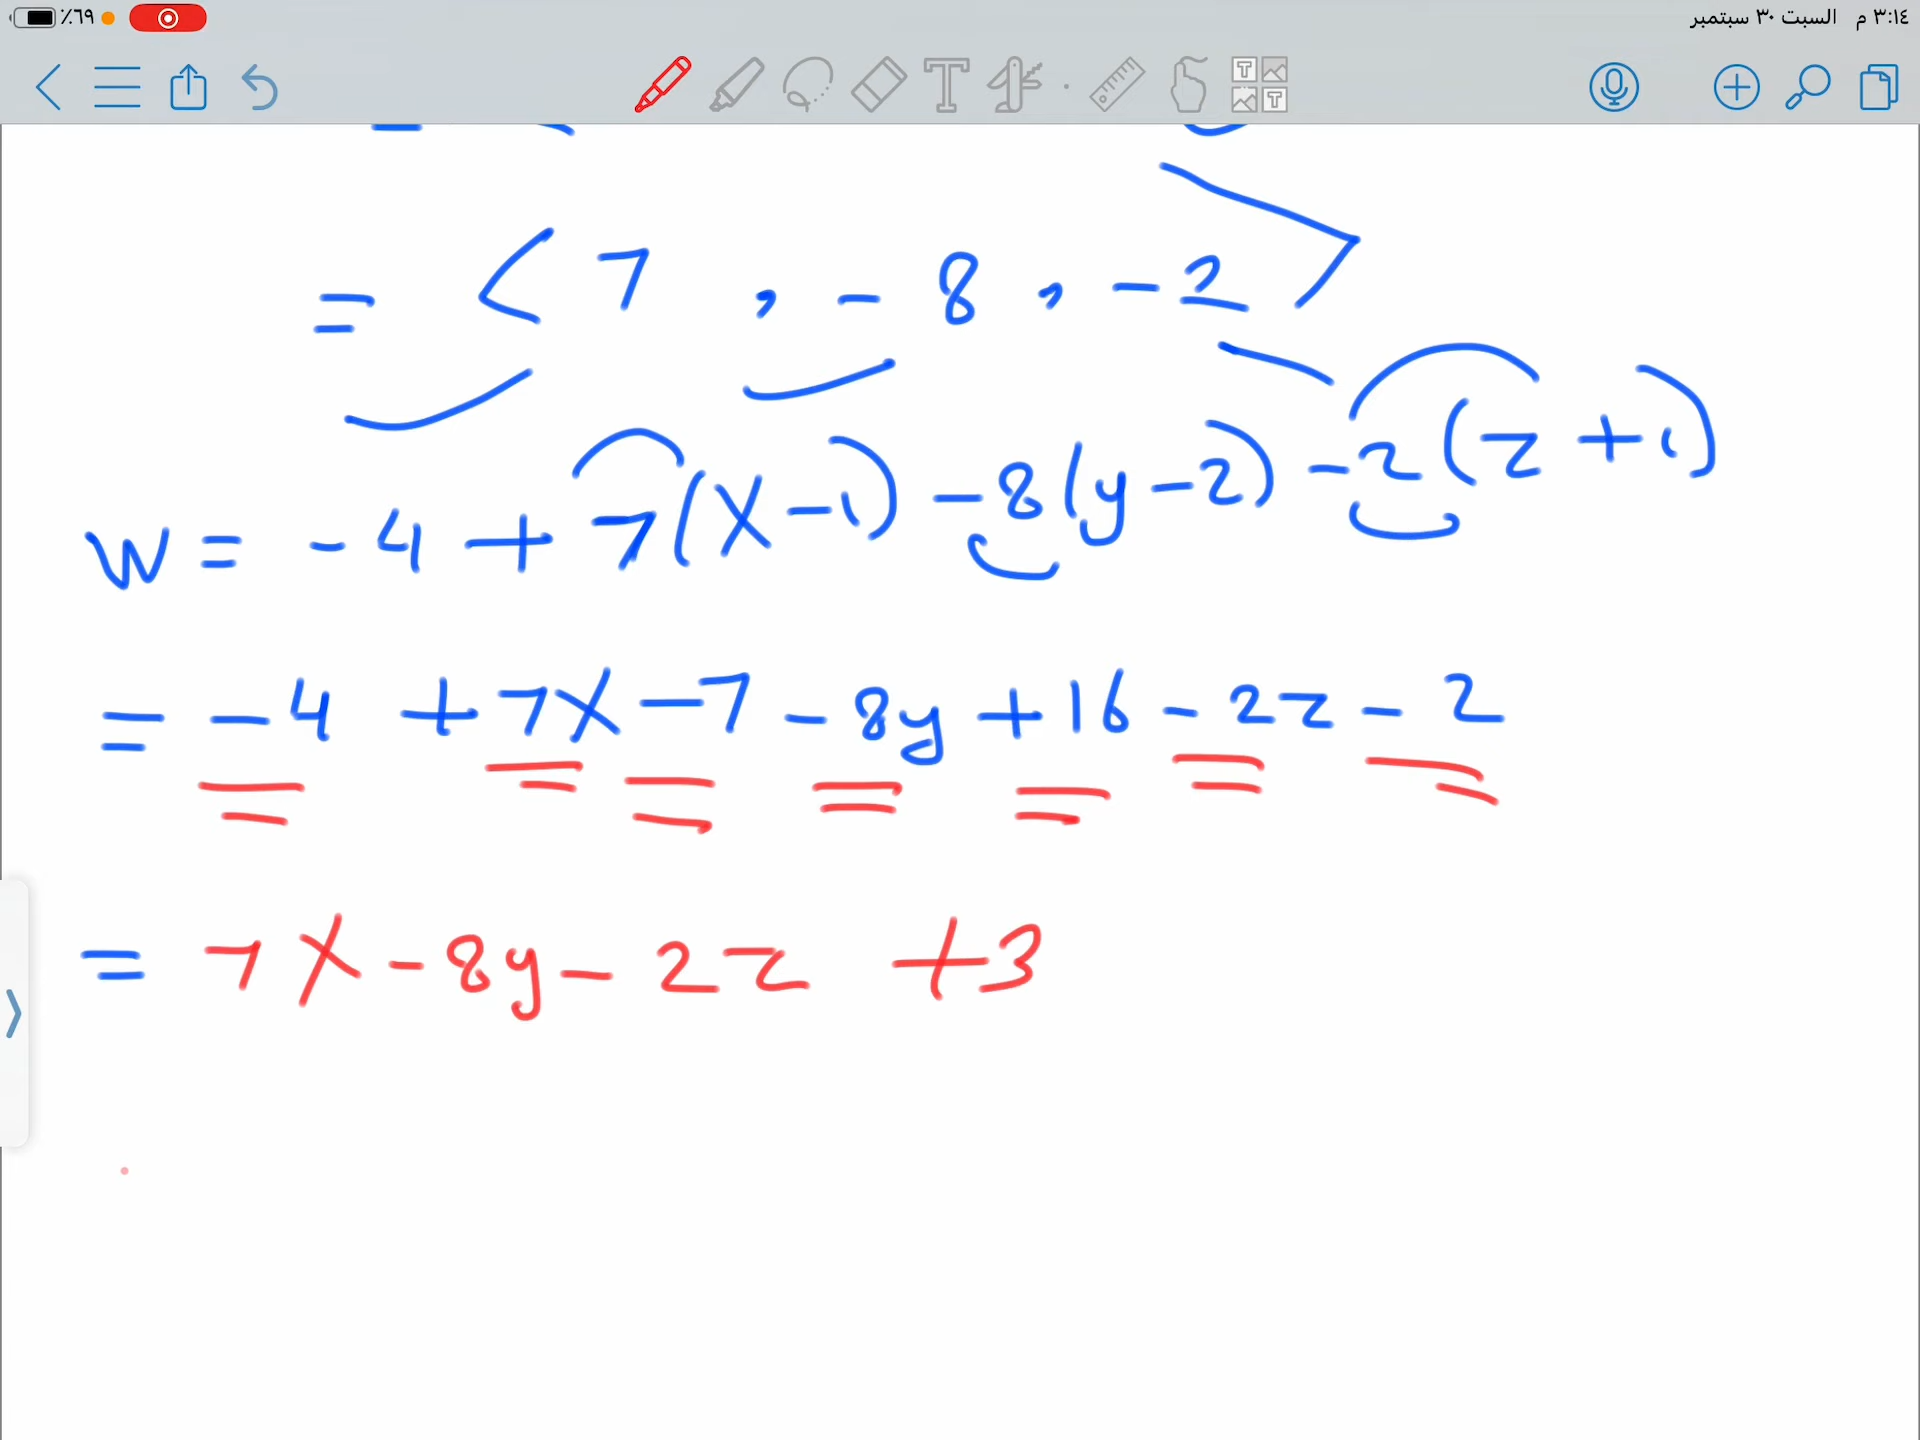 ٪٦٩ السبت ٣٠ سبتمبر ٣:١٤ م
= < 7 , - 8 , - 2 >
w = - 4 + 7(x - 1) - 8(y - 2) - 2(z + 1)
= - 4 + 7x - 7 - 8y + 16 - 2z - 2
= 7x - 8y - 2z + 3